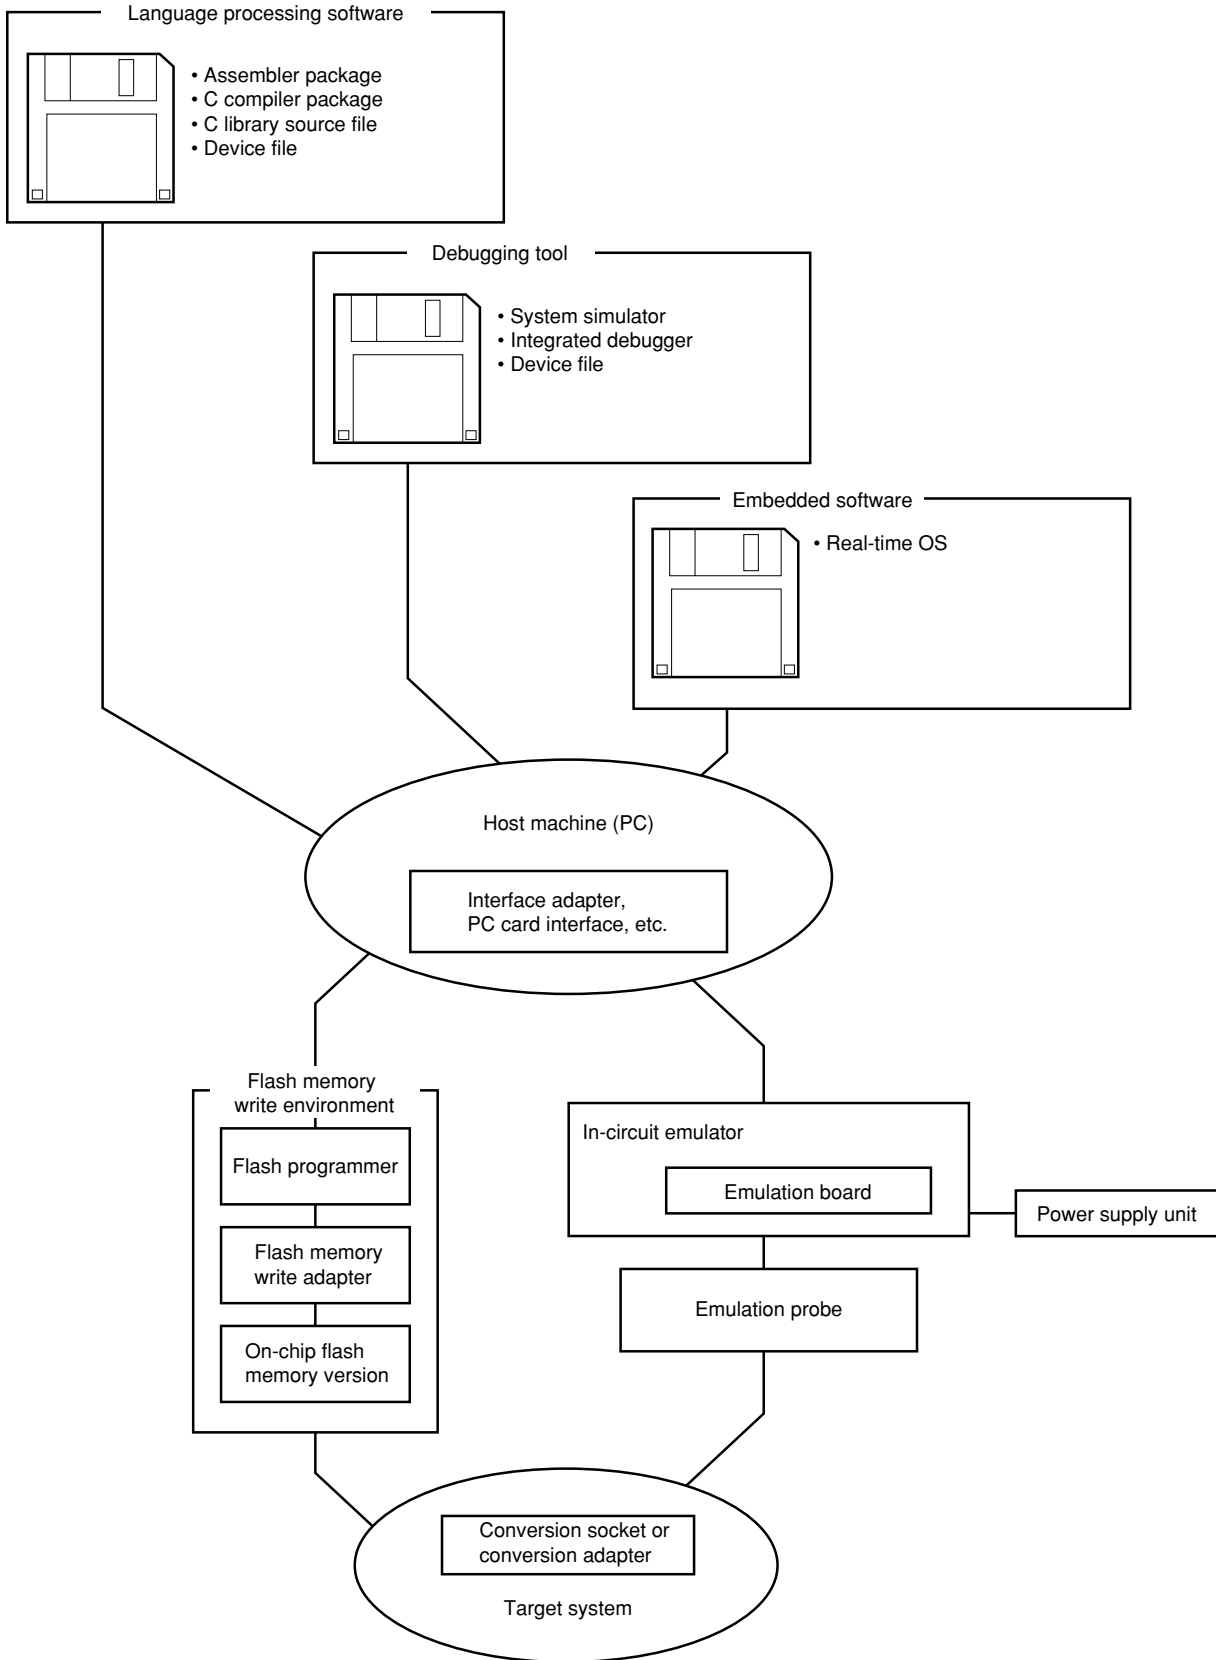 Language processing software
• Assembler package
• C compiler package
• C library source file
• Device file
Debugging tool
• System simulator
• Integrated debugger
• Device file
Embedded software
• Real-time OS
Host machine (PC)
Interface adapter,
PC card interface, etc.
Flash memory
write environment
Flash programmer
Flash memory
write adapter
On-chip flash
memory version
In-circuit emulator
Emulation board
Power supply unit
Emulation probe
Conversion socket or
conversion adapter
Target system